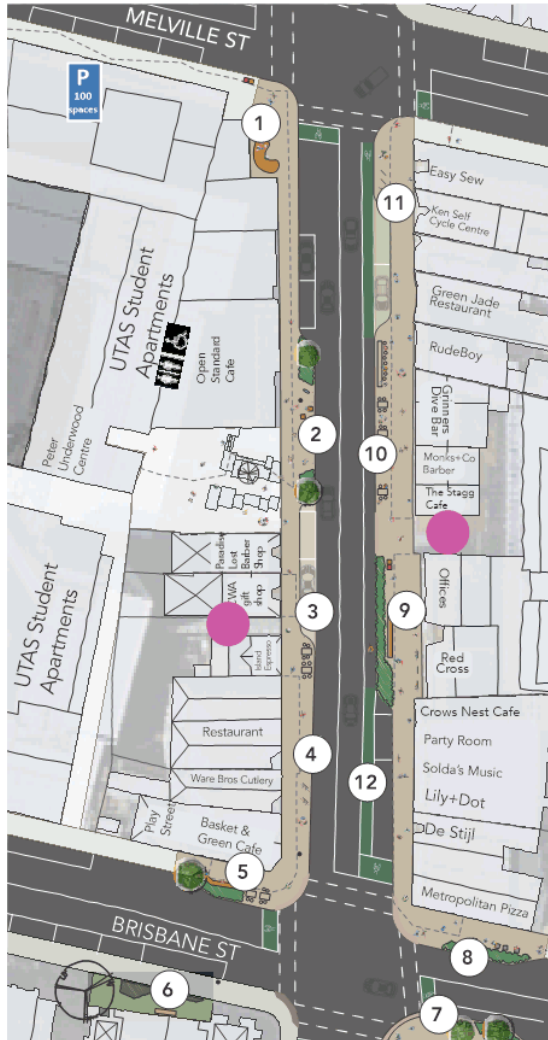 MELVILLE ST
P
100
spaces
1
Easy Sew
11
Ken Self
Cycle Centre
UTAS Student
Apartments
Open
Standard
Cafe
Green Jade
Restaurant
RudeBoy
Peter
Underwood
Centre
2
10
Grinners
Dive Bar
Monks+Co
Barber
The Stagg
Cafe
Paradise
Lost Barber
Shop
UTAS Student
Apartments
CWA
gift
shop
3
9
Offices
Island
Espresso
Red
Cross
Restaurant
4
12
Crows Nest Cafe
Party Room
Solda's Music
Lily+Dot
De Stijl
Metropolitan Pizza
Ware Bros Cutlery
Play
Street
Basket &
Green Cafe
5
BRISBANE ST
8
6
7